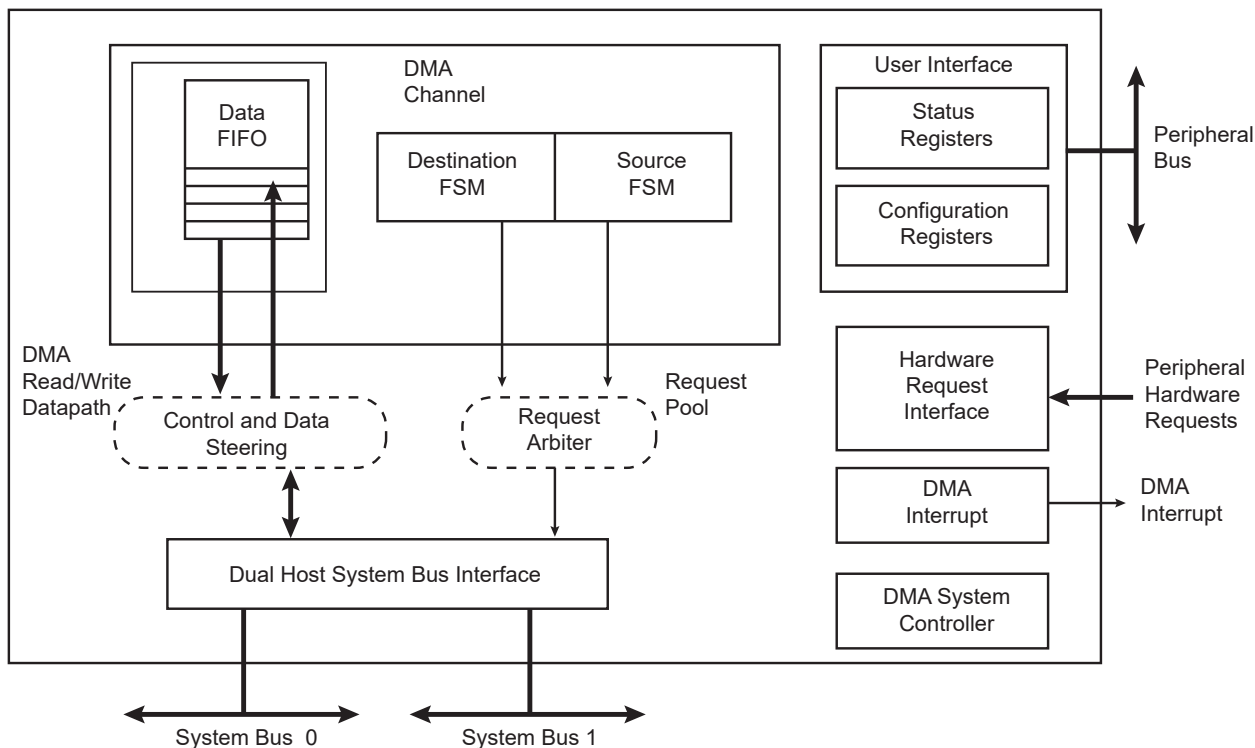 DMA
Channel
Data
FIFO
Destination
FSM
Source
FSM
User Interface
Status
Registers
Configuration
Registers
Peripheral
Bus
DMA
Read/Write
Datapath
Control and Data
Steering
Request
Arbiter
Request
Pool
Hardware
Request
Interface
Peripheral
Hardware
Requests
DMA
Interrupt
DMA
Interrupt
Dual Host System Bus Interface
DMA System
Controller
System Bus 0
System Bus 1